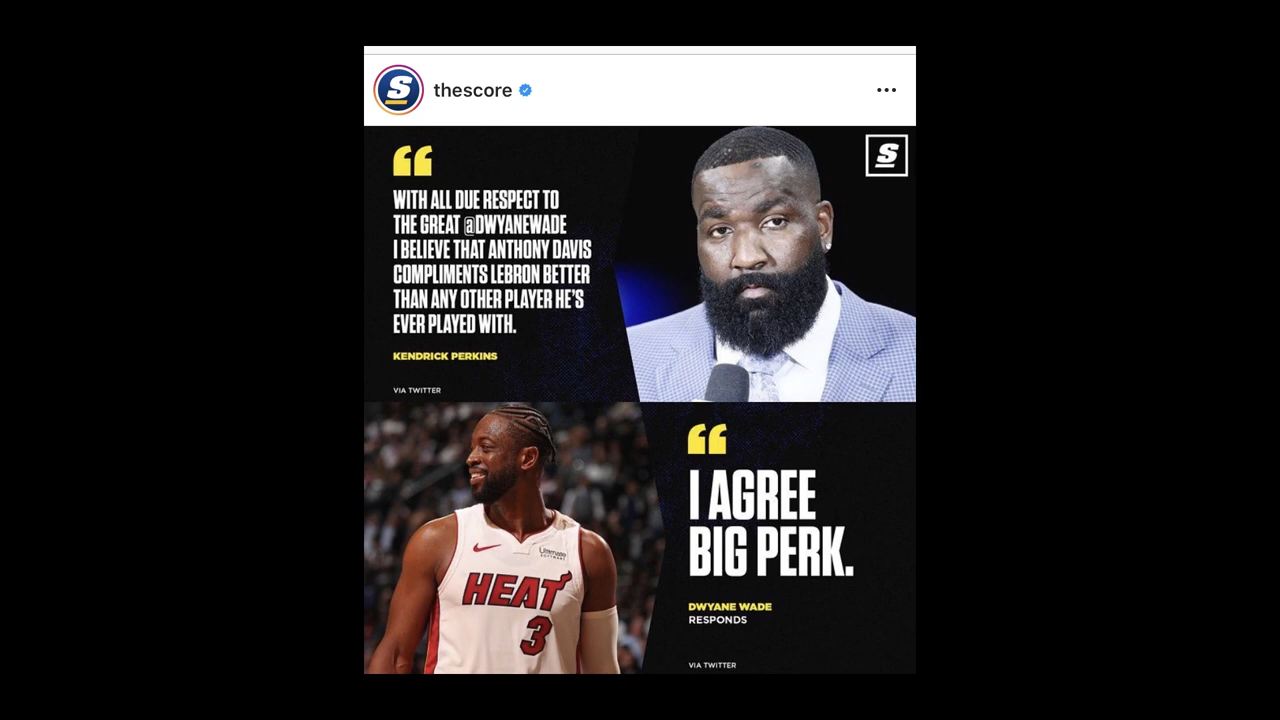 thescore
WITH ALL DUE RESPECT TO
THE GREAT @DWYANEWADE
I BELIEVE THAT ANTHONY DAVIS
COMPLIMENTS LEBRON BETTER
THAN ANY OTHER PLAYER HE'S
EVER PLAYED WITH.
KENDRICK PERKINS
VIA TWITTER
S
HEAT
3
Ultimate
SOFTWARE
I AGREE
BIG PERK.
DWYANE WADE
RESPONDS
VIA TWITTER